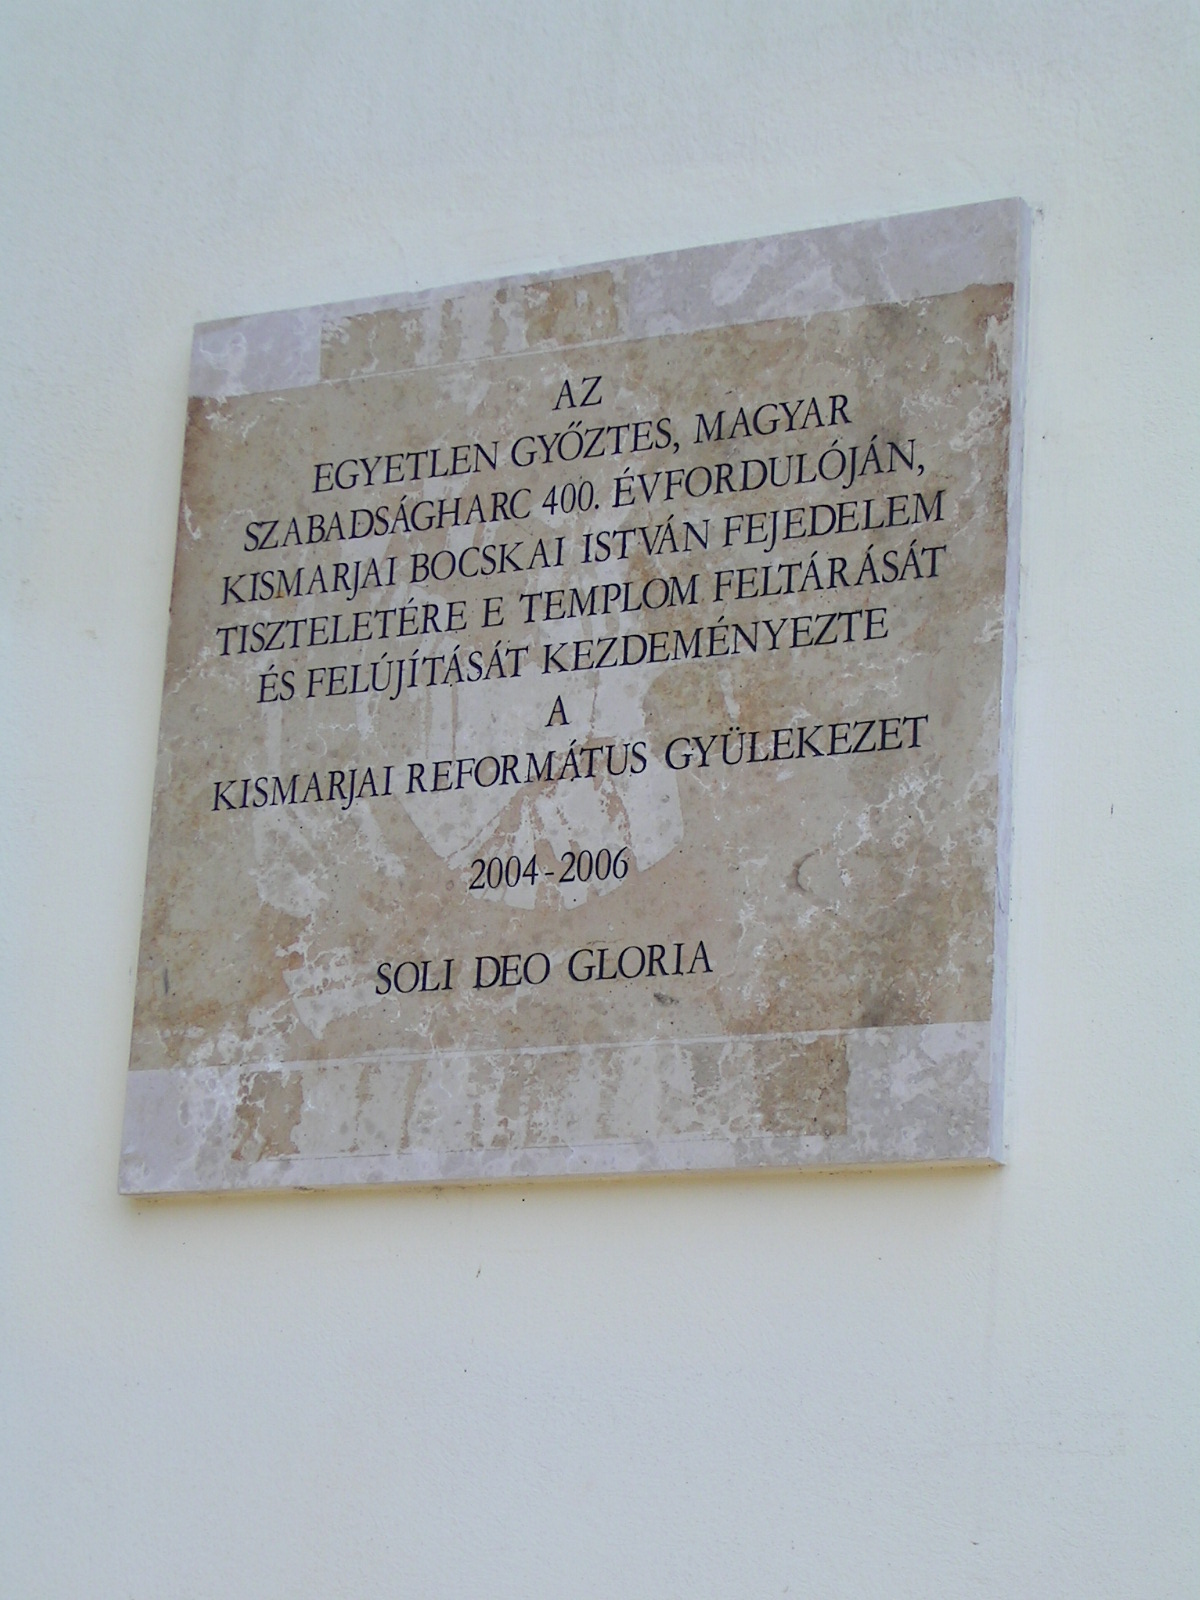 AZ
EGYETLEN GYŐZTES, MAGYAR
SZABADSÁGHARC 400. ÉVFORDULÓJÁN,
KISMARJAI BOCSKAI ISTVÁN FEJEDELEM
TISZTELETÉRE E TEMPLOM FELTÁRÁSÁT
ÉS FELÚJÍTÁSÁT KEZDEMÉNYEZTE
A
KISMARJAI REFORMÁTUS GYÜLEKEZET
2004-2006
SOLI DEO GLORIA